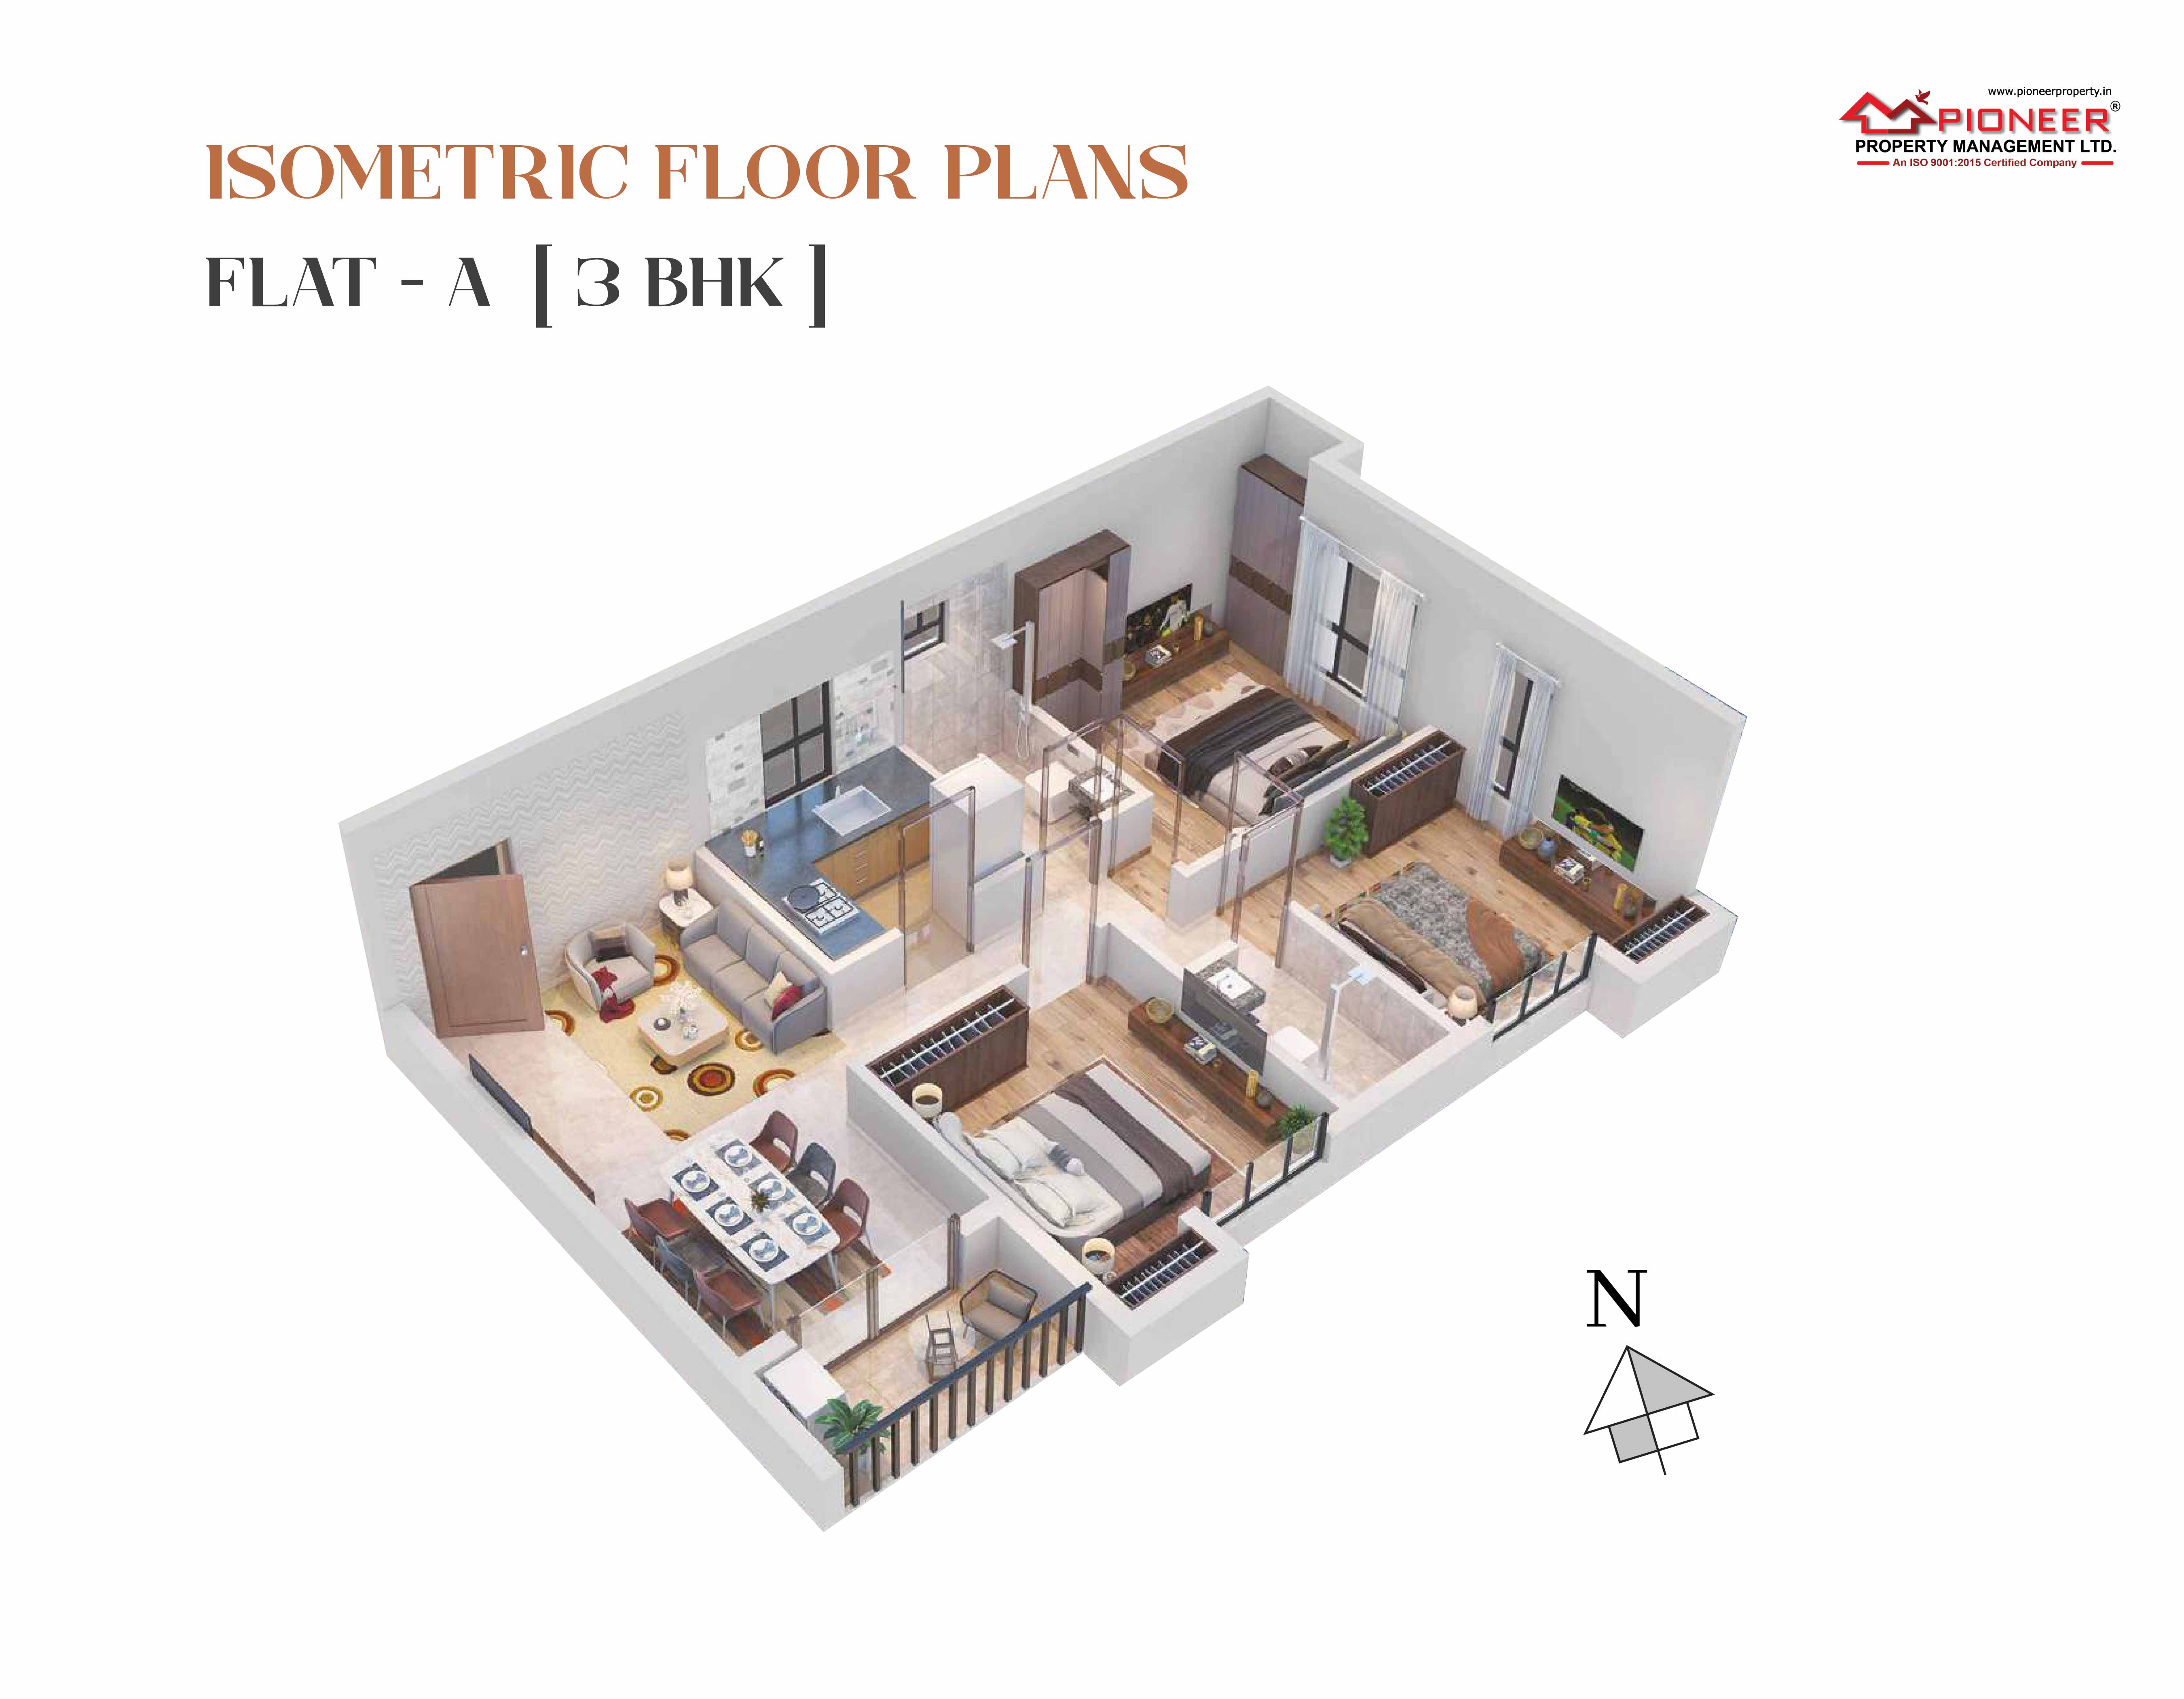 www.pioneerproperty.in
PIONEER®
PROPERTY MANAGEMENT LTD.
An ISO 9001:2015 Certified Company
ISOMETRIC FLOOR PLANS
FLAT - A [ 3 BHK ]
N